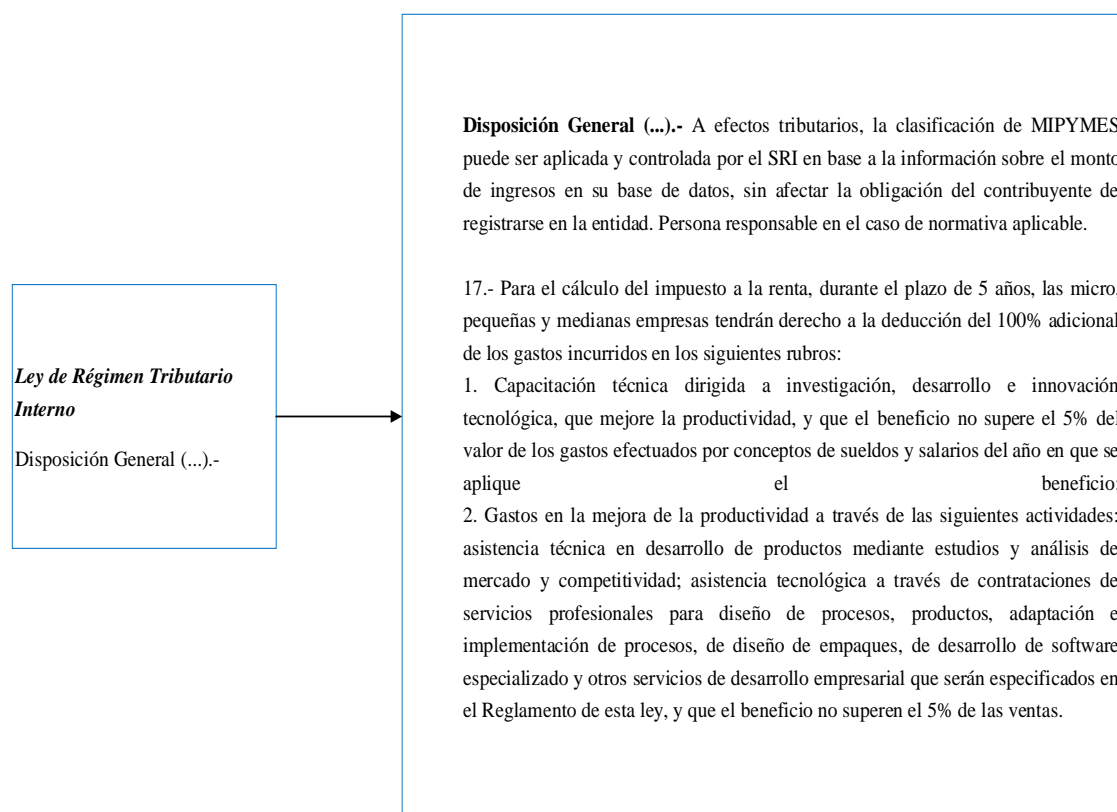 Ley de Régimen Tributario
Interno
Disposición General (...).-
Disposición General (...).- A efectos tributarios, la clasificación de MIPYMES
puede ser aplicada y controlada por el SRI en base a la información sobre el monto
de ingresos en su base de datos, sin afectar la obligación del contribuyente de
registrarse en la entidad. Persona responsable en el caso de normativa aplicable.
17.- Para el cálculo del impuesto a la renta, durante el plazo de 5 años, las micro,
pequeñas y medianas empresas tendrán derecho a la deducción del 100% adicional
de los gastos incurridos en los siguientes rubros:
1. Capacitación técnica dirigida a investigación, desarrollo e innovación
tecnológica, que mejore la productividad, y que el beneficio no supere el 5% del
valor de los gastos efectuados por conceptos de sueldos y salarios del año en que se
aplique el beneficio;
2. Gastos en la mejora de la productividad a través de las siguientes actividades:
asistencia técnica en desarrollo de productos mediante estudios y análisis de
mercado y competitividad; asistencia tecnológica a través de contrataciones de
servicios profesionales para diseño de procesos, productos, adaptación e
implementación de procesos, de diseño de empaques, de desarrollo de software
especializado y otros servicios de desarrollo empresarial que serán especificados en
el Reglamento de esta ley, y que el beneficio no superen el 5% de las ventas.